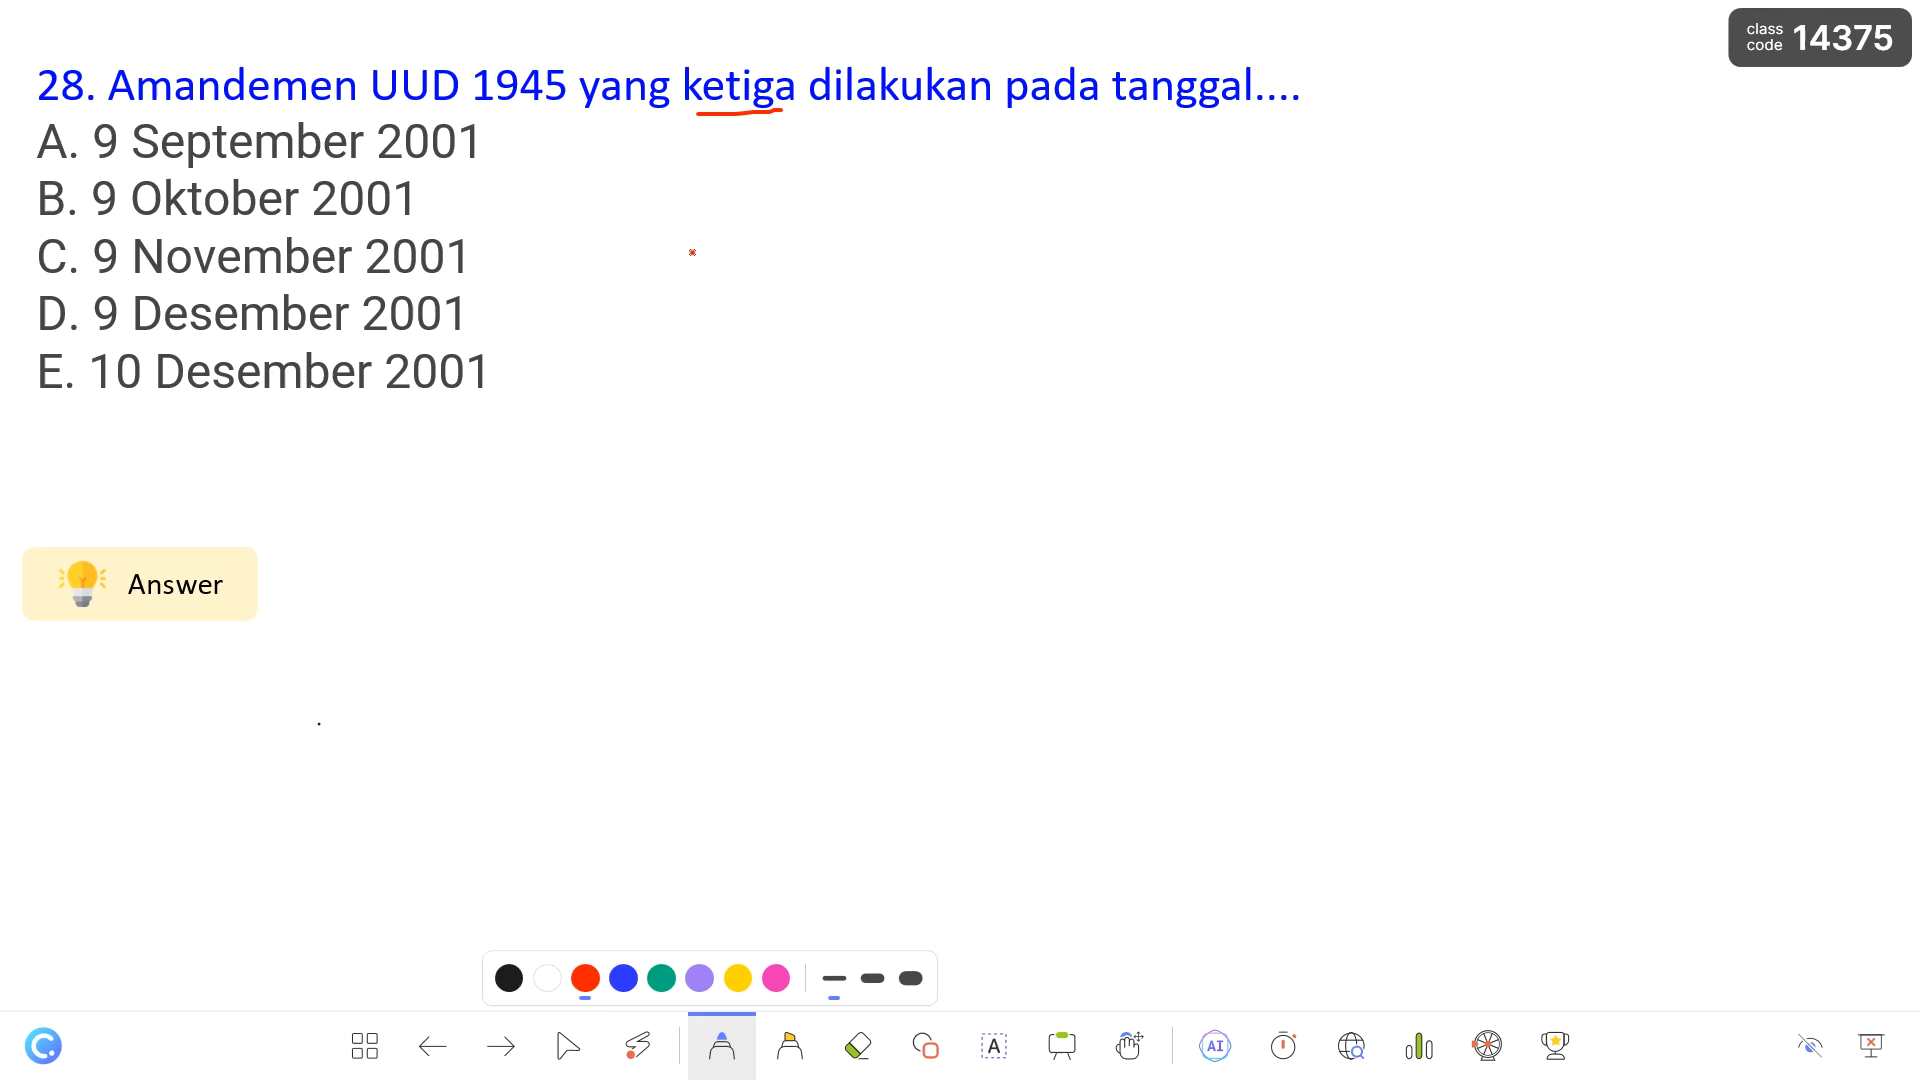 class
code 14375
28. Amandemen UUD 1945 yang ketiga dilakukan pada tanggal....
A. 9 September 2001
B. 9 Oktober 2001
C. 9 November 2001
D. 9 Desember 2001
E. 10 Desember 2001
Answer
A
AI